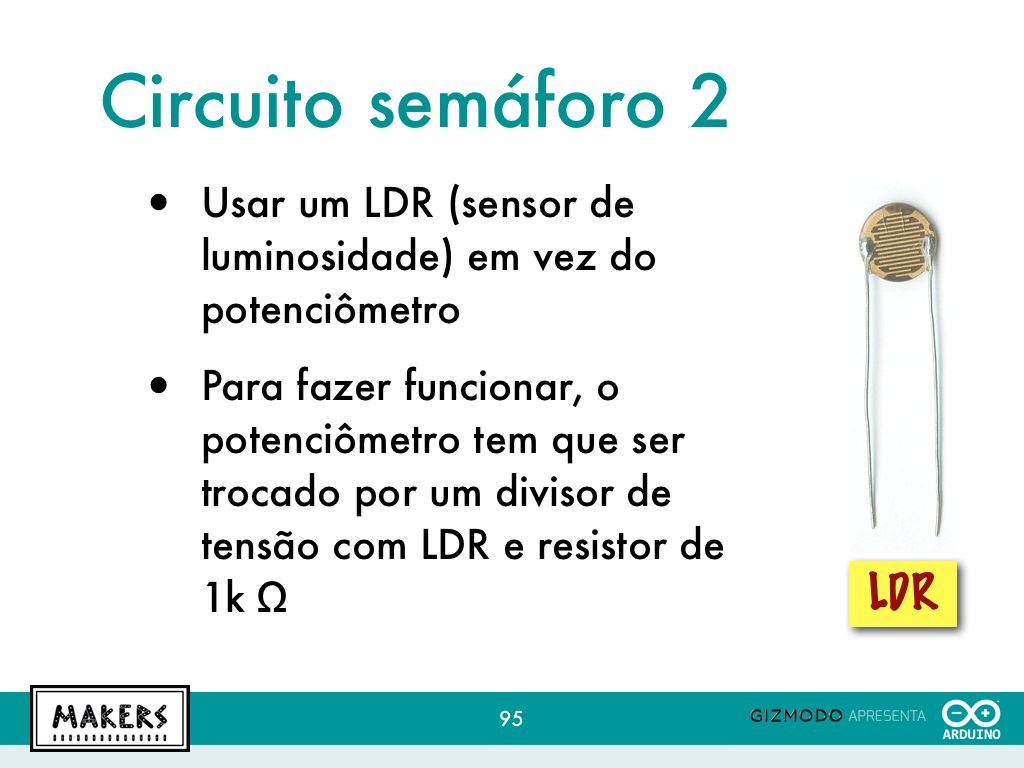 Circuito semáforo 2
• Usar um LDR (sensor de
luminosidade) em vez do
potenciômetro
• Para fazer funcionar, o
potenciômetro tem que ser
trocado por um divisor de
tensão com LDR e resistor de
1k Ω
LDR
MAKERS
95
GIZMODO APRESENTA
ARDUINO